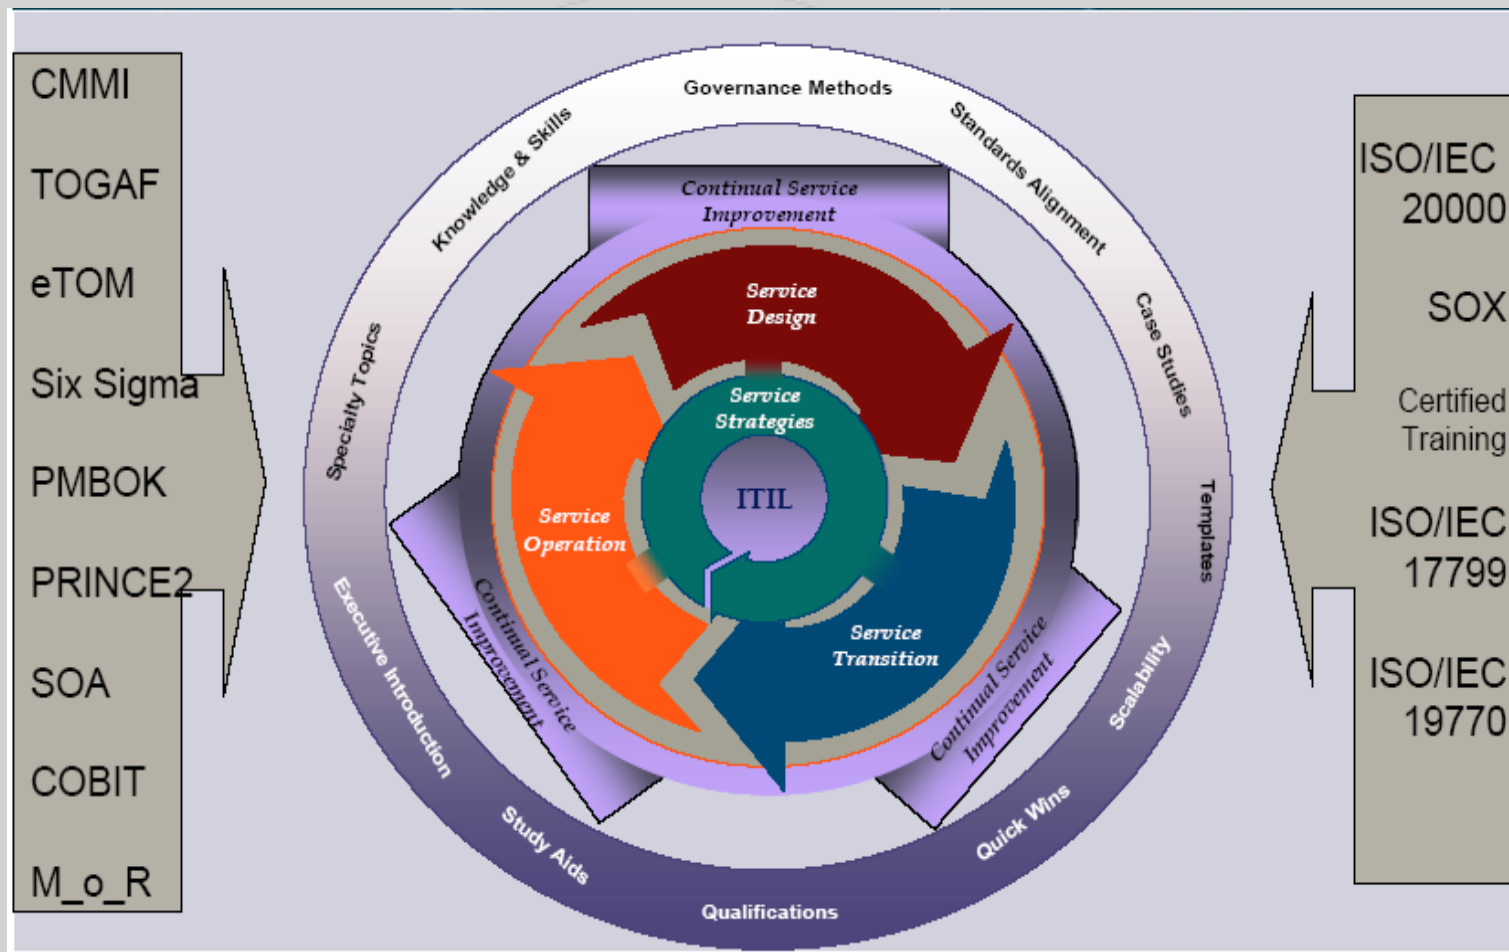 CMMI
TOGAF
eTOM
Six Sigma
PMBOK
PRINCE2
SOA
COBIT
M_o_R
Governance Methods
Standards Alignment
Case Studies
Templates
Scalability
Quick Wins
Qualifications
Study Aids
Executive Introduction
Specialty Topics
Knowledge & Skills
Continual Service
Improvement
Service
Design
Service
Strategies
ITIL
Service
Operation
Service
Transition
Continual Service
Improvement
Continual Service
Improvement
ISO/IEC
20000
SOX
Certified
Training
ISO/IEC
17799
ISO/IEC
19770